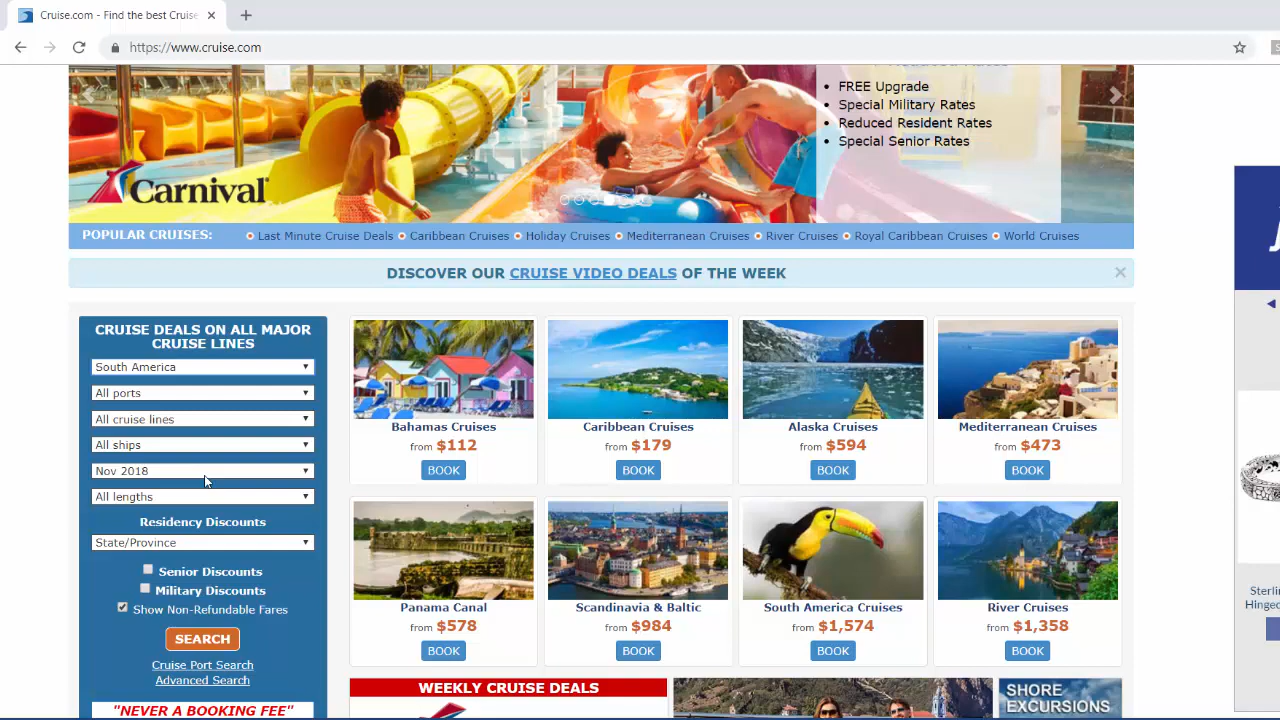 Cruise.com - Find the best Cruise
https://www.cruise.com
FREE Upgrade
Special Military Rates
Reduced Resident Rates
Special Senior Rates
Carnival
POPULAR CRUISES:
Last Minute Cruise Deals
Caribbean Cruises
Holiday Cruises
Mediterranean Cruises
River Cruises
Royal Caribbean Cruises
World Cruises
DISCOVER OUR CRUISE VIDEO DEALS OF THE WEEK
CRUISE DEALS ON ALL MAJOR
CRUISE LINES
South America
All ports
All cruise lines
All ships
Nov 2018
All lengths
Residency Discounts
State/Province
Senior Discounts
Military Discounts
Show Non-Refundable Fares
SEARCH
Cruise Port Search
Advanced Search
"NEVER A BOOKING FEE"
Bahamas Cruises
from $112
BOOK
Caribbean Cruises
from $179
BOOK
Alaska Cruises
from $594
BOOK
Mediterranean Cruises
from $473
BOOK
Panama Canal
from $578
BOOK
Scandinavia & Baltic
from $984
BOOK
South America Cruises
from $1,574
BOOK
River Cruises
from $1,358
BOOK
WEEKLY CRUISE DEALS
SHORE
EXCURSIONS
Sterlin
Hinged